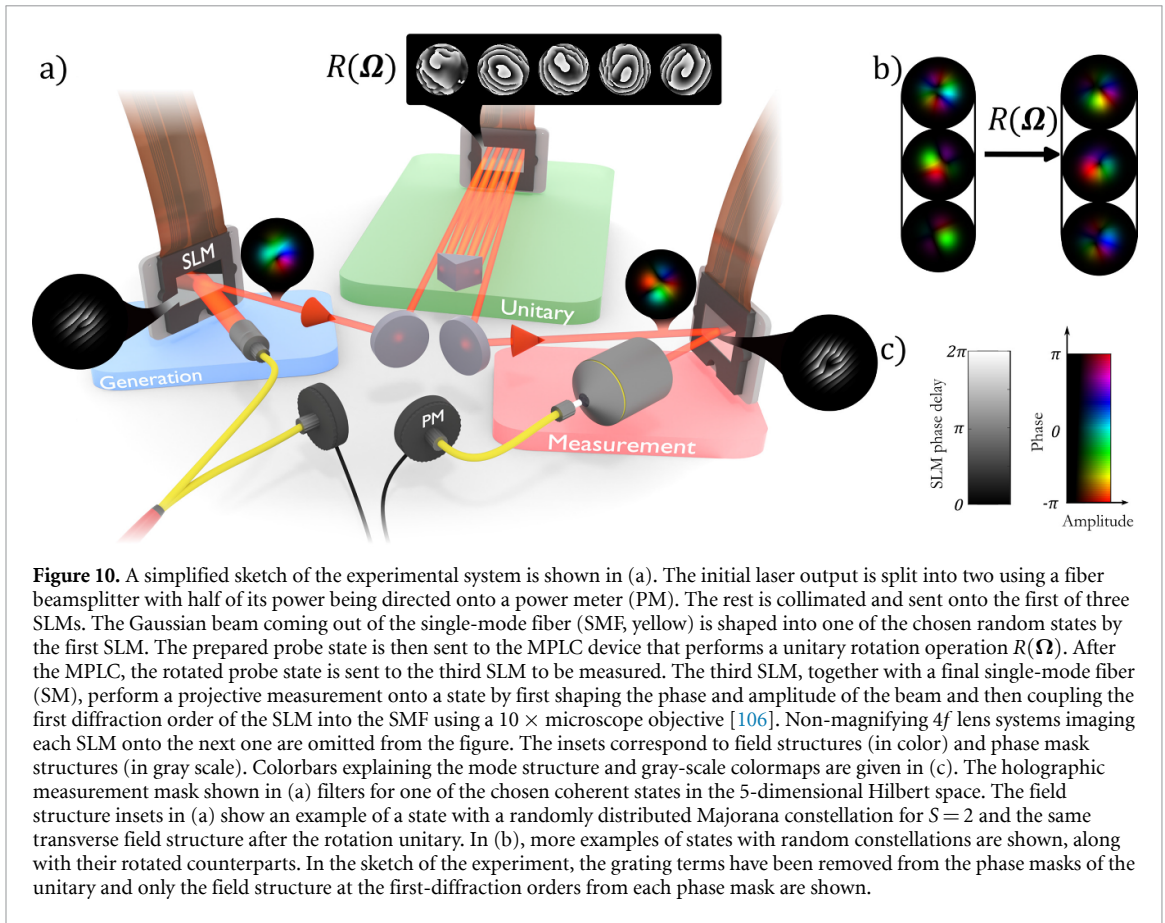 a)
R(Ω)
b)
R(Ω)
SLM
Unitary
Generation
PM
Measurement
c)
2π
π
0
SLM phase delay
π
0
-π
Phase
Amplitude
Figure 10. A simplified sketch of the experimental system is shown in (a). The initial laser output is split into two using a fiber
beamsplitter with half of its power being directed onto a power meter (PM). The rest is collimated and sent onto the first of three
SLMs. The Gaussian beam coming out of the single-mode fiber (SMF, yellow) is shaped into one of the chosen random states by
the first SLM. The prepared probe state is then sent to the MPLC device that performs a unitary rotation operation R(Ω). After
the MPLC, the rotated probe state is sent to the third SLM to be measured. The third SLM, together with a final single-mode fiber
(SM), perform a projective measurement onto a state by first shaping the phase and amplitude of the beam and then coupling the
first diffraction order of the SLM into the SMF using a 10 × microscope objective [106]. Non-magnifying 4f lens systems imaging
each SLM onto the next one are omitted from the figure. The insets correspond to field structures (in color) and phase mask
structures (in gray scale). Colorbars explaining the mode structure and gray-scale colormaps are given in (c). The holographic
measurement mask shown in (a) filters for one of the chosen coherent states in the 5-dimensional Hilbert space. The field
structure insets in (a) show an example of a state with a randomly distributed Majorana constellation for S = 2 and the same
transverse field structure after the rotation unitary. In (b), more examples of states with random constellations are shown, along
with their rotated counterparts. In the sketch of the experiment, the grating terms have been removed from the phase masks of the
unitary and only the field structure at the first-diffraction orders from each phase mask are shown.